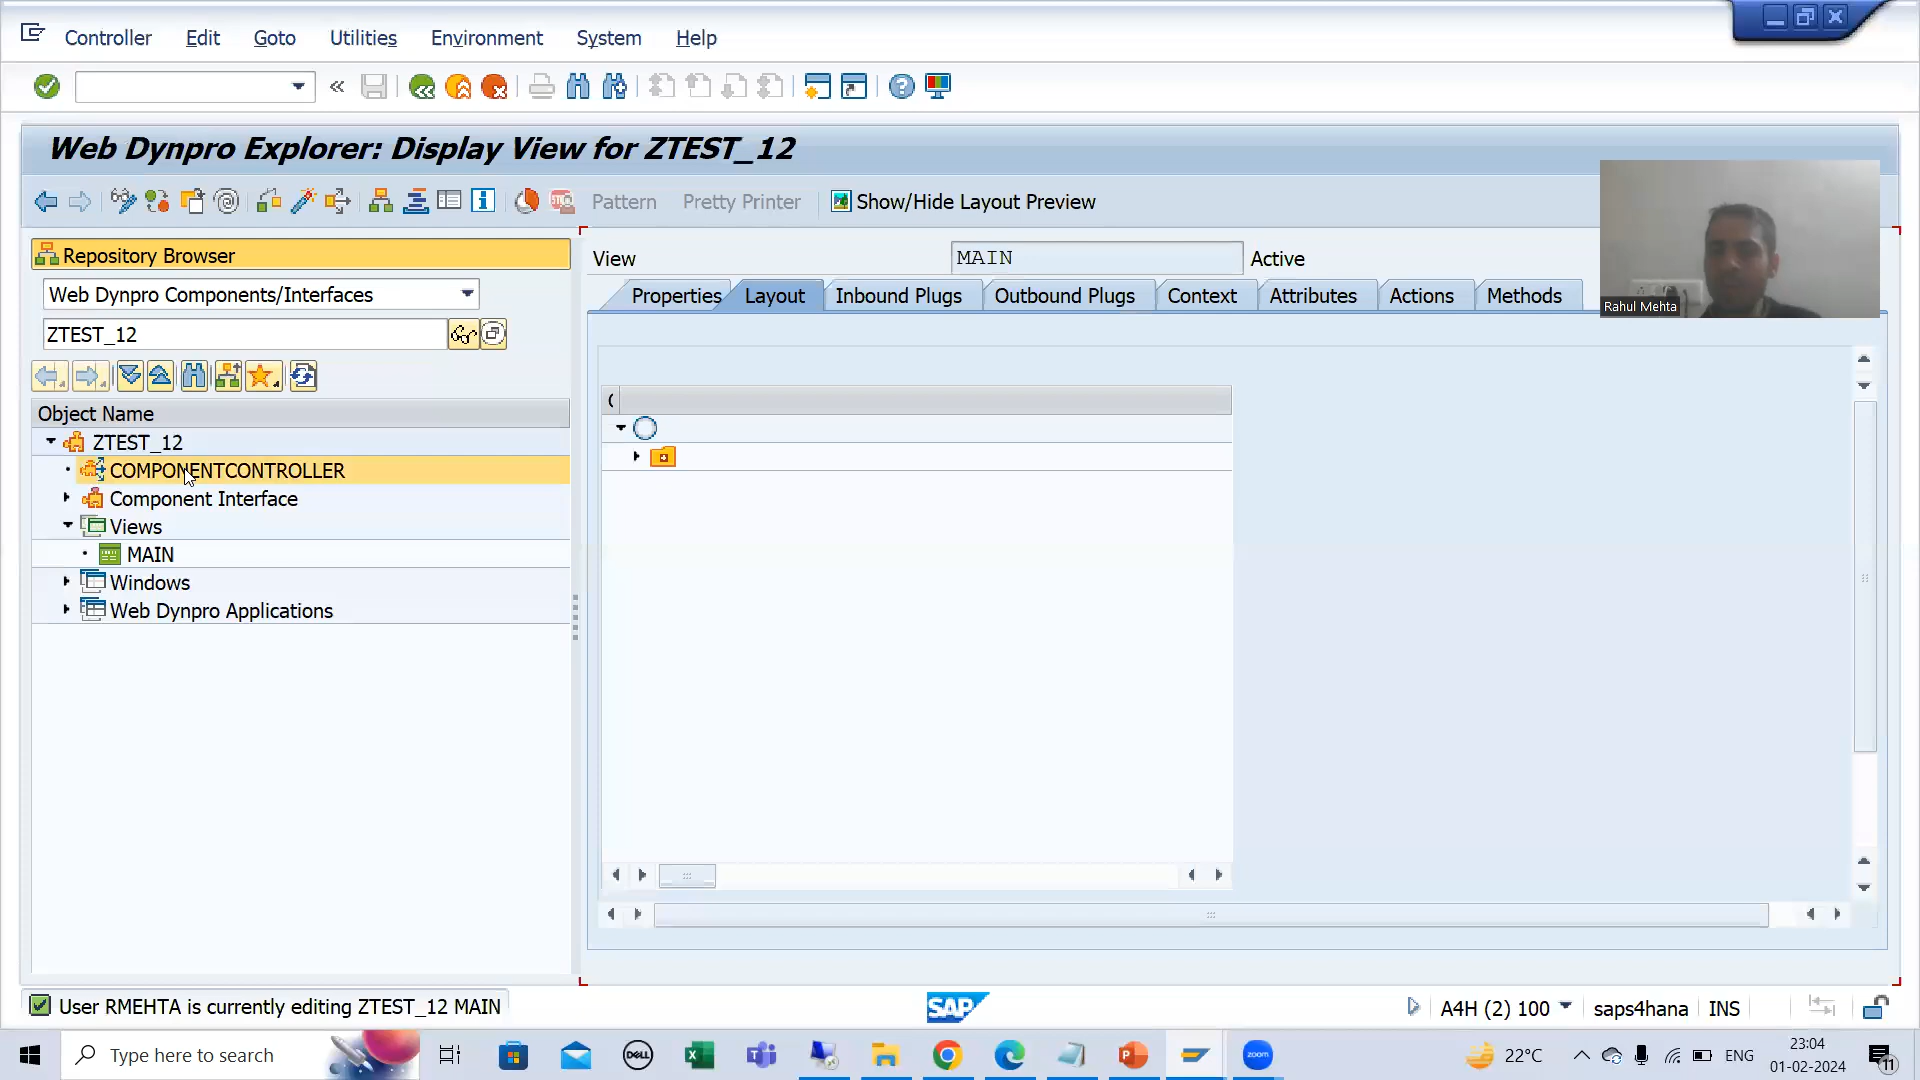 Controller Edit Goto Utilities Environment System Help
Web Dynpro Explorer: Display View for ZTEST_12
Pattern Pretty Printer Show/Hide Layout Preview
Repository Browser
Web Dynpro Components/Interfaces
ZTEST_12
Object Name
ZTEST_12
COMPONENTCONTROLLER
Component Interface
Views
MAIN
Windows
Web Dynpro Applications
View MAIN Active
Properties Layout Inbound Plugs Outbound Plugs Context Attributes Actions Methods
(
Rahul Mehta
User RMEHTA is currently editing ZTEST_12 MAIN
SAP
A4H (2) 100 saps4hana INS
Type here to search
DELL
zoom
22°C
ENG
23:04
01-02-2024
11